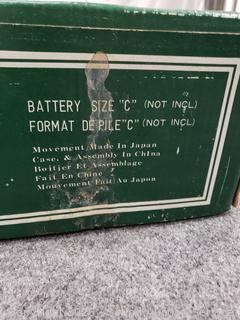 BATTERY SIZE "C" (NOT INCL)
FORMAT DE PILE "C" (NOT INCL)
Movement Made In Japan
Case. & Assembly In China
Boitier Et Assemblage
Fait En Chine
Mouvement Fait Au Japon